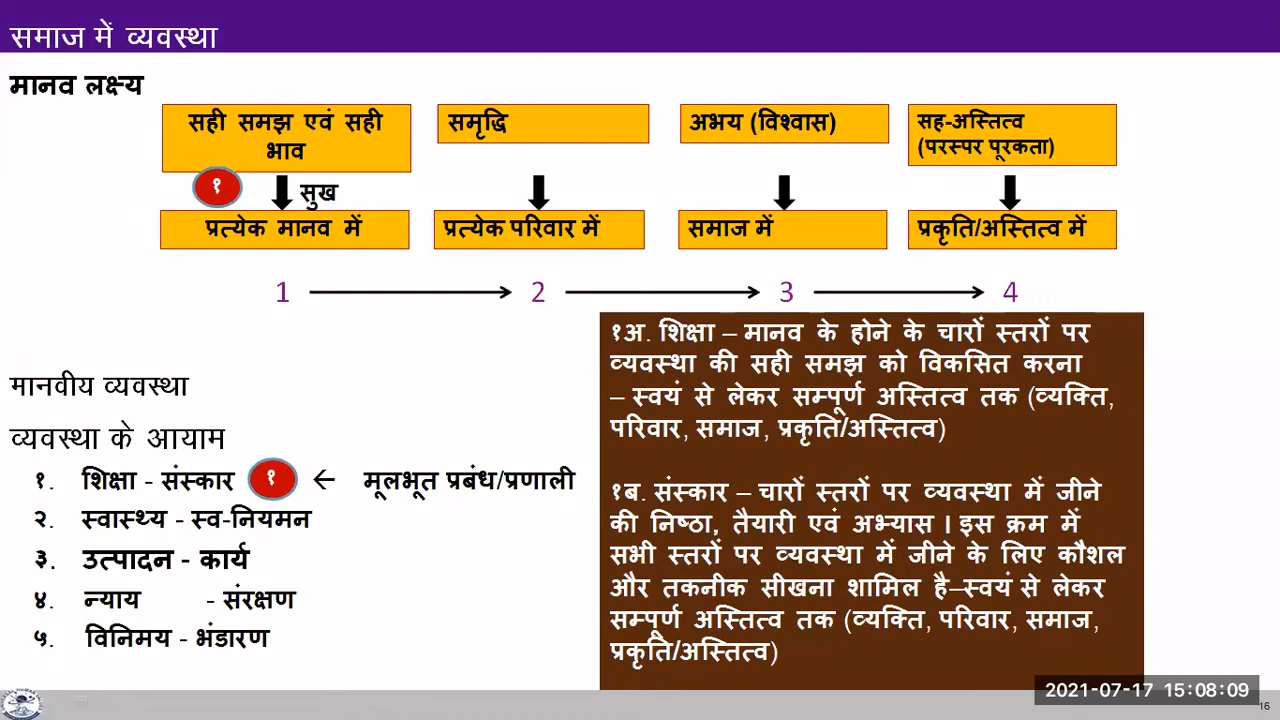 समाज में व्यवस्था
मानव लक्ष्य
सही समझ एवं सही
भाव
समृद्धि
अभय (विश्वास)
सह-अस्तित्व
(परस्पर पूरकता)
१
सुख
प्रत्येक मानव में
प्रत्येक परिवार में
समाज में
प्रकृति/अस्तित्व में
1
2
3
4
मानवीय व्यवस्था
व्यवस्था के आयाम
१. शिक्षा - संस्कार १ ← मूलभूत प्रबंध/प्रणाली
२. स्वास्थ्य - स्व-नियमन
३. उत्पादन - कार्य
४. न्याय - संरक्षण
५. विनिमय - भंडारण
१अ. शिक्षा – मानव के होने के चारों स्तरों पर
व्यवस्था की सही समझ को विकसित करना
– स्वयं से लेकर सम्पूर्ण अस्तित्व तक (व्यक्ति,
परिवार, समाज, प्रकृति/अस्तित्व)
१ब. संस्कार – चारों स्तरों पर व्यवस्था में जीने
की निष्ठा, तैयारी एवं अभ्यास । इस क्रम में
सभी स्तरों पर व्यवस्था में जीने के लिए कौशल
और तकनीक सीखना शामिल है–स्वयं से लेकर
सम्पूर्ण अस्तित्व तक (व्यक्ति, परिवार, समाज,
प्रकृति/अस्तित्व)
2021-07-17 15:08:09
16